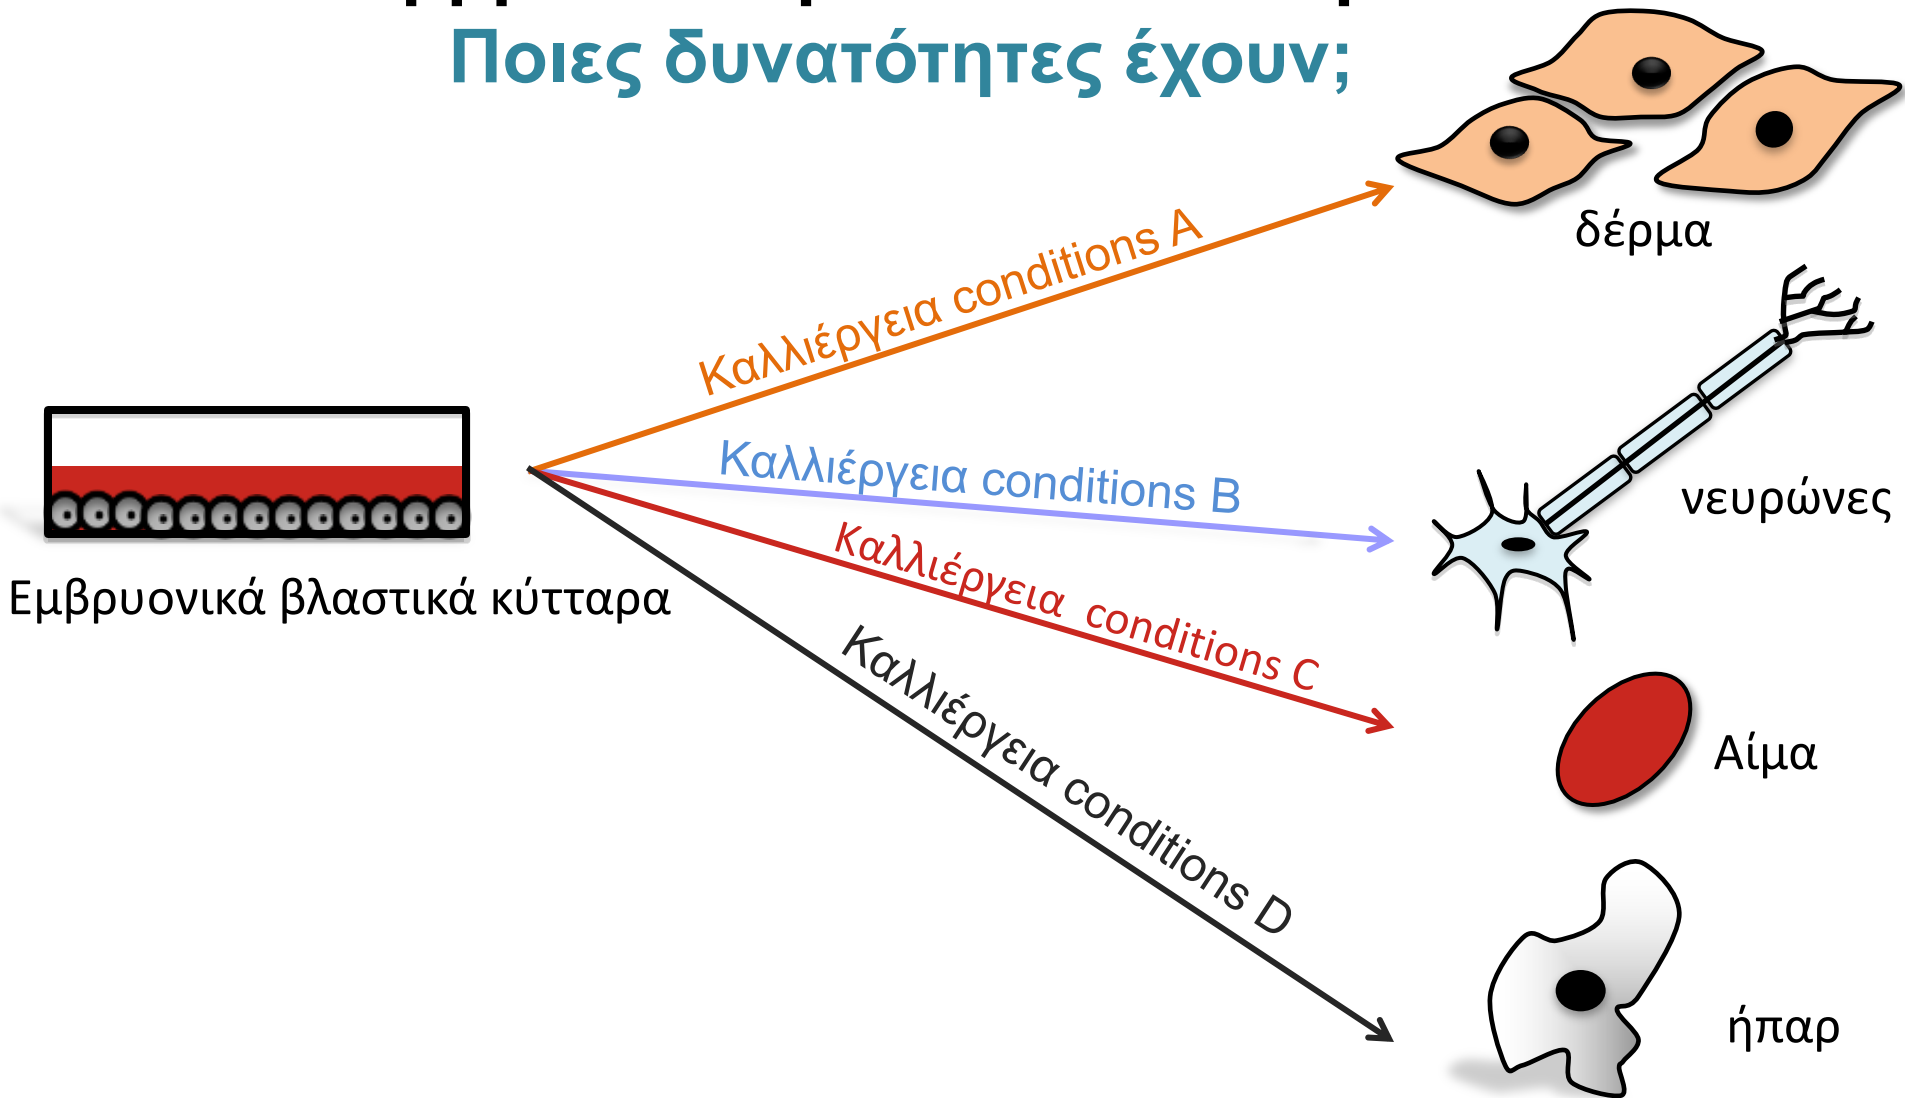 Ποιες δυνατότητες έχουν;
δέρμα
Καλλιέργεια conditions A
Καλλιέργεια conditions B
νευρώνες
Καλλιέργεια  conditions C
Εμβρυονικά βλαστικά κύτταρα
Καλλιέργεια conditions D
Αίμα
ήπαρ